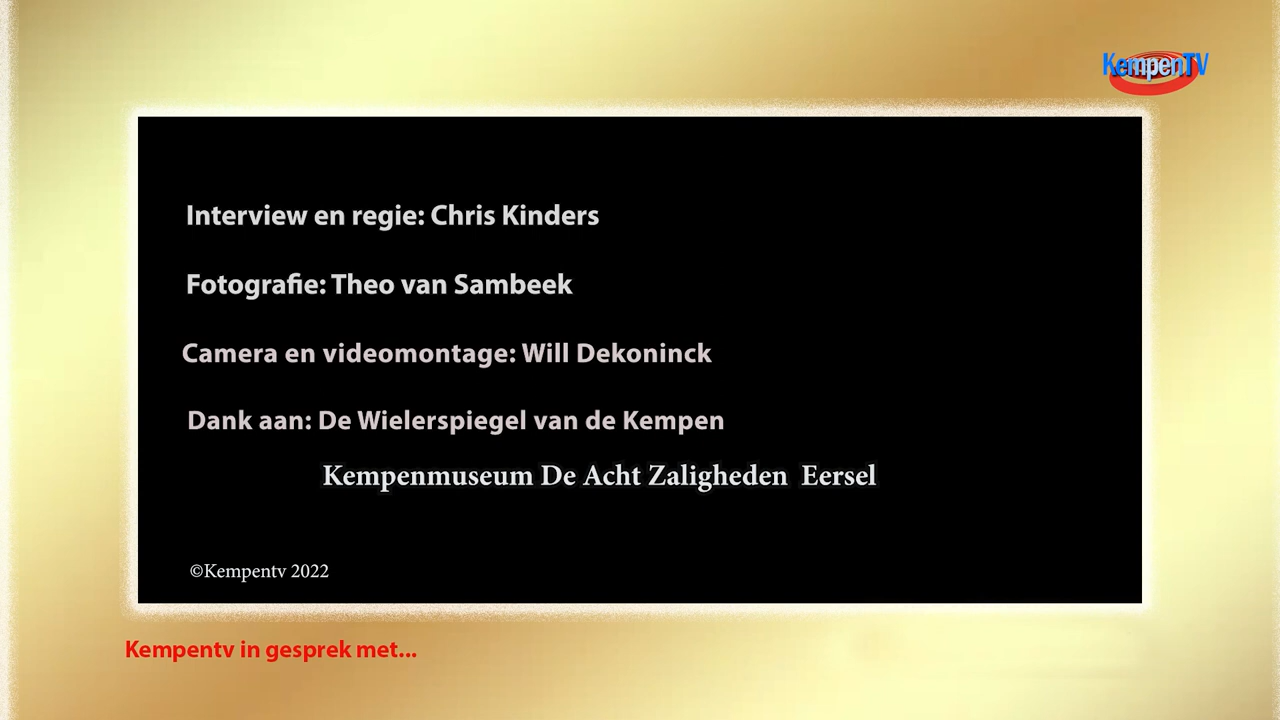 KempenTV
Interview en regie: Chris Kinders
Fotografie: Theo van Sambeek
Camera en videomontage: Will Dekoninck
Dank aan: De Wielerspiegel van de Kempen
Kempenmuseum De Acht Zaligheden Eersel
©Kempentv 2022
Kempentv in gesprek met...